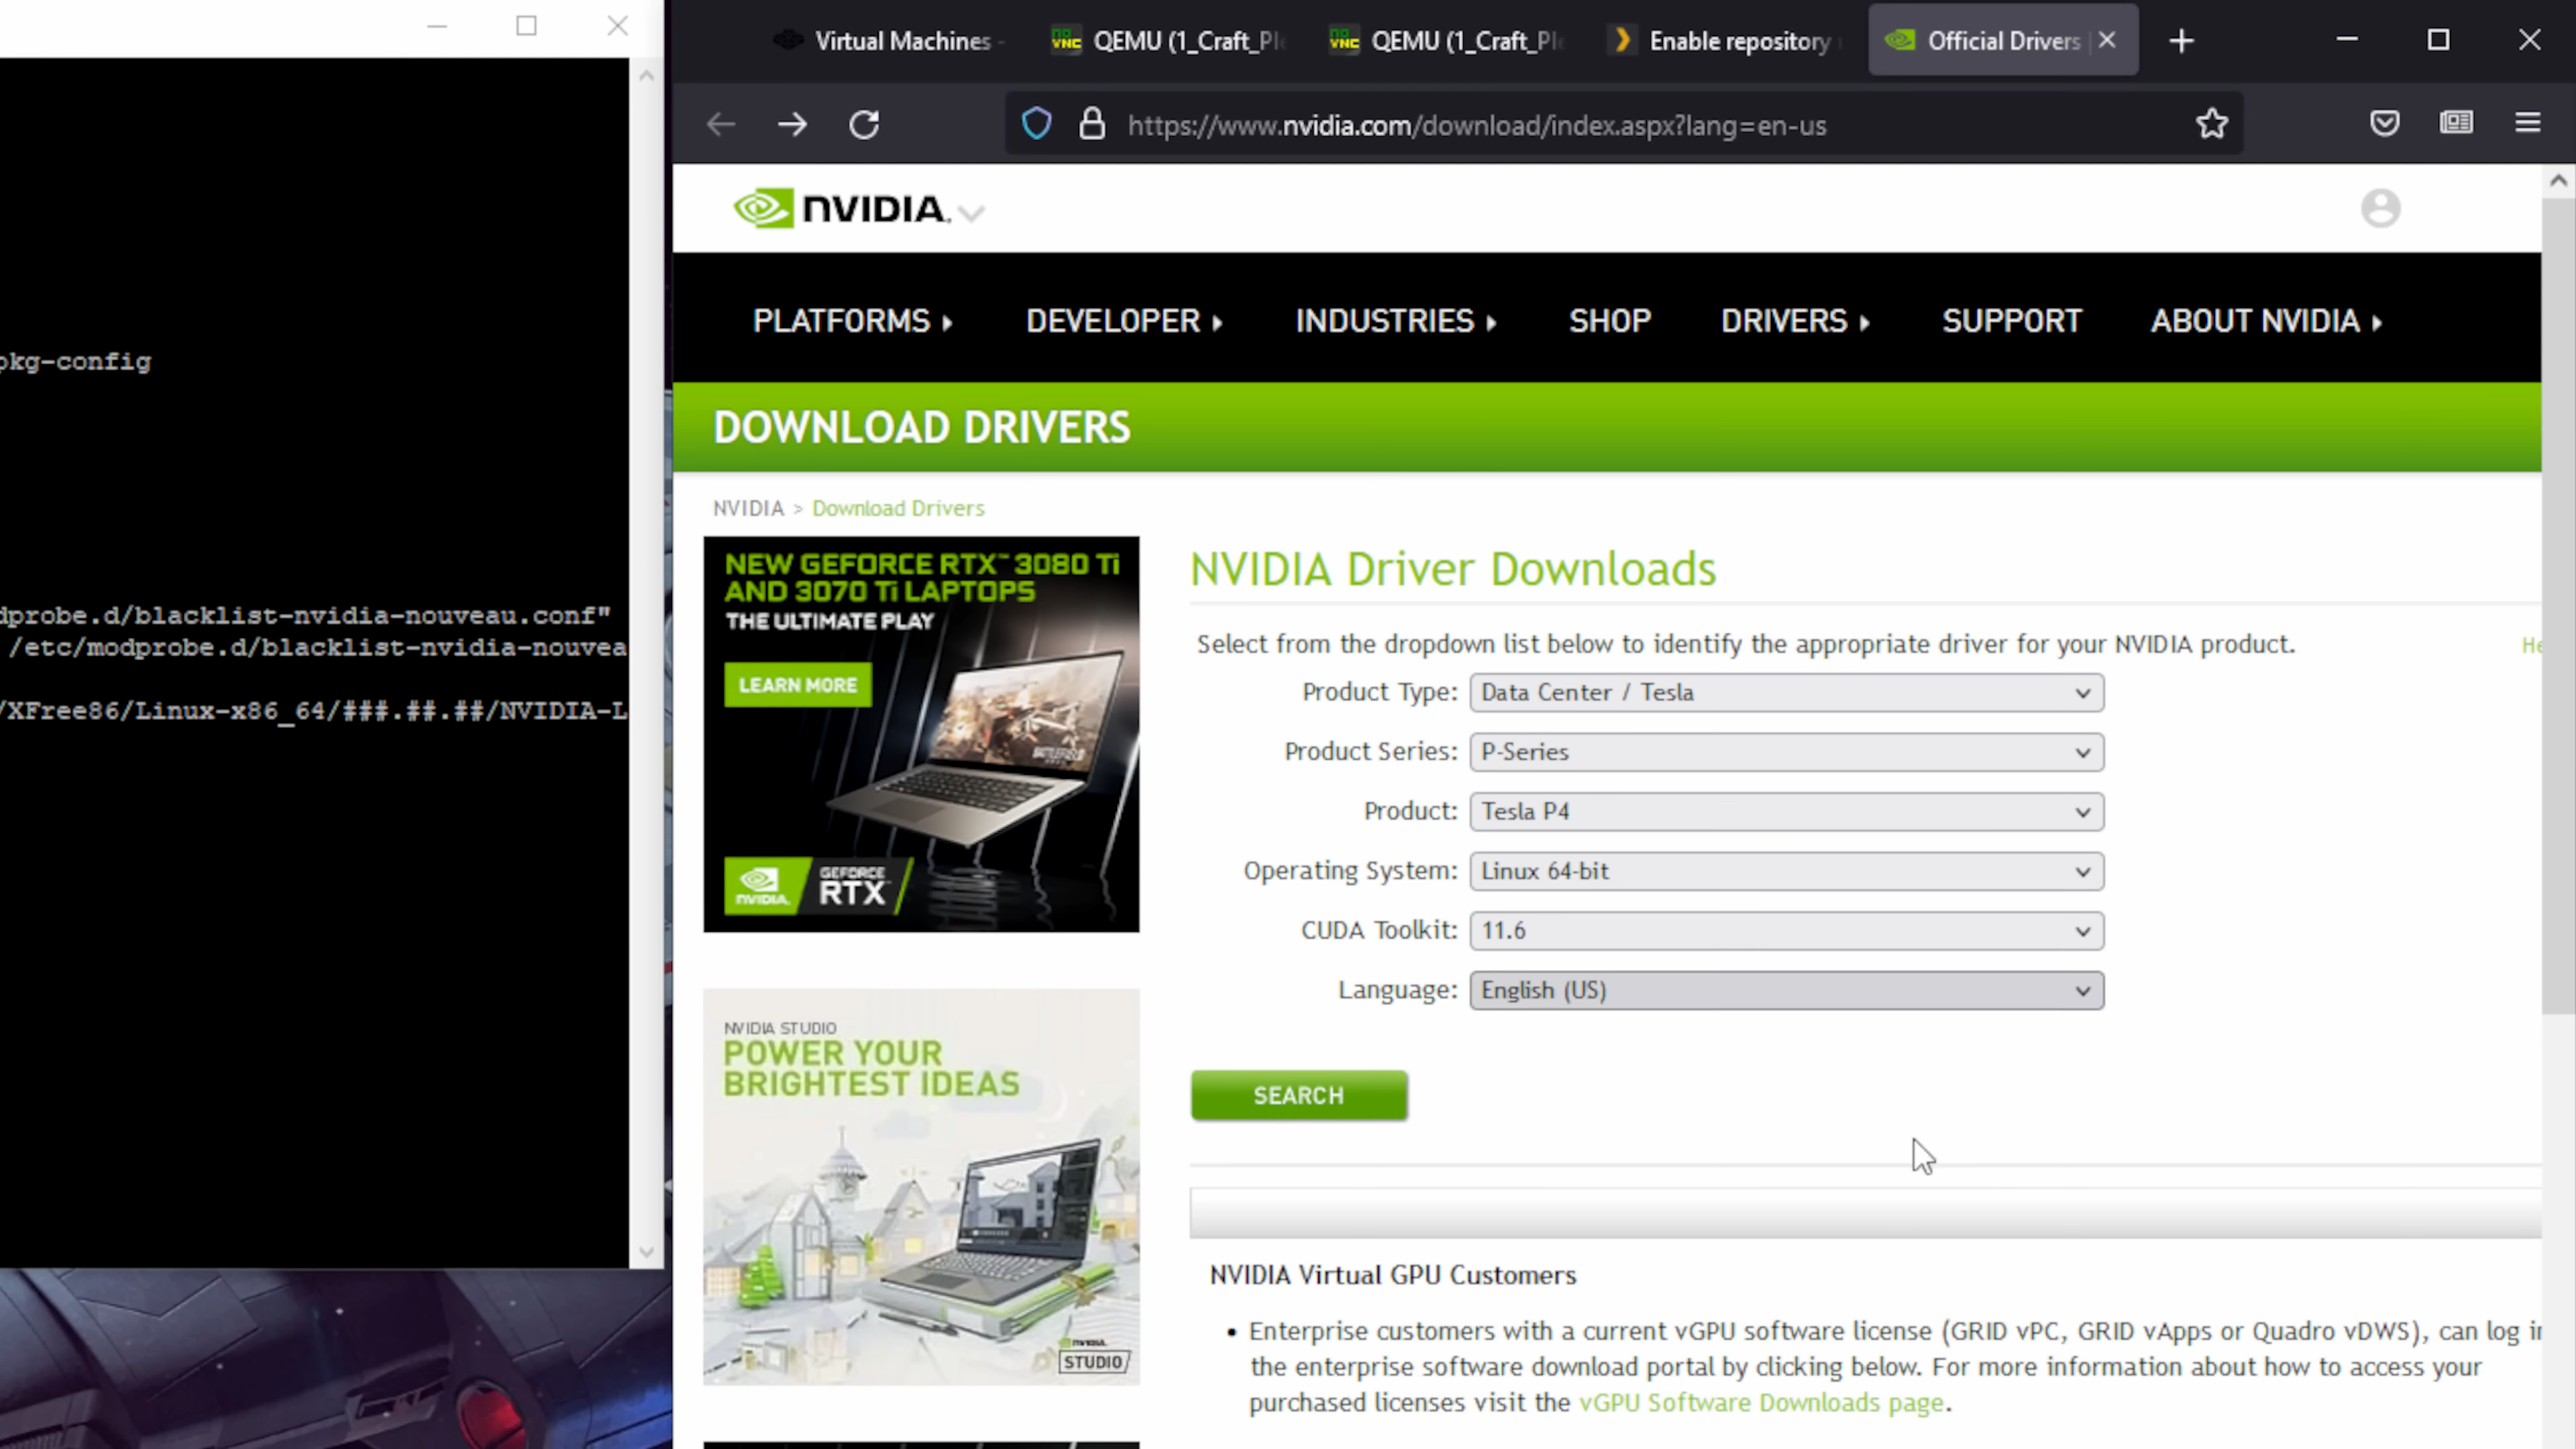 Virtual Machines -
VNC QEMU (1_Craft_Pl
VNC QEMU (1_Craft_Pl
Enable repository
Official Drivers
https://www.nvidia.com/download/index.aspx?lang=en-us
pkg-config
dprobe.d/blacklist-nvidia-nouveau.conf"
/etc/modprobe.d/blacklist-nvidia-nouvea
/XFree86/Linux-x86_64/###.##.##/NVIDIA-L
NVIDIA.
PLATFORMS
DEVELOPER
INDUSTRIES
SHOP
DRIVERS
SUPPORT
ABOUT NVIDIA
DOWNLOAD DRIVERS
NVIDIA > Download Drivers
NEW GEFORCE RTX™ 3080 Ti
AND 3070 Ti LAPTOPS
THE ULTIMATE PLAY
LEARN MORE
NVIDIA.
GEFORCE
RTX
NVIDIA STUDIO
POWER YOUR
BRIGHTEST IDEAS
NVIDIA.
STUDIO
NVIDIA Driver Downloads
Select from the dropdown list below to identify the appropriate driver for your NVIDIA product.
He
Product Type: Data Center / Tesla
Product Series: P-Series
Product: Tesla P4
Operating System: Linux 64-bit
CUDA Toolkit: 11.6
Language: English (US)
SEARCH
NVIDIA Virtual GPU Customers
• Enterprise customers with a current vGPU software license (GRID vPC, GRID vApps or Quadro vDWS), can log in
the enterprise software download portal by clicking below. For more information about how to access your
purchased licenses visit the vGPU Software Downloads page.